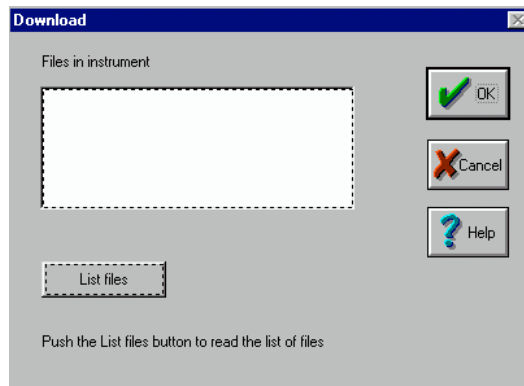 Download
Files in instrument
OK
Cancel
Help
List files
Push the List files button to read the list of files